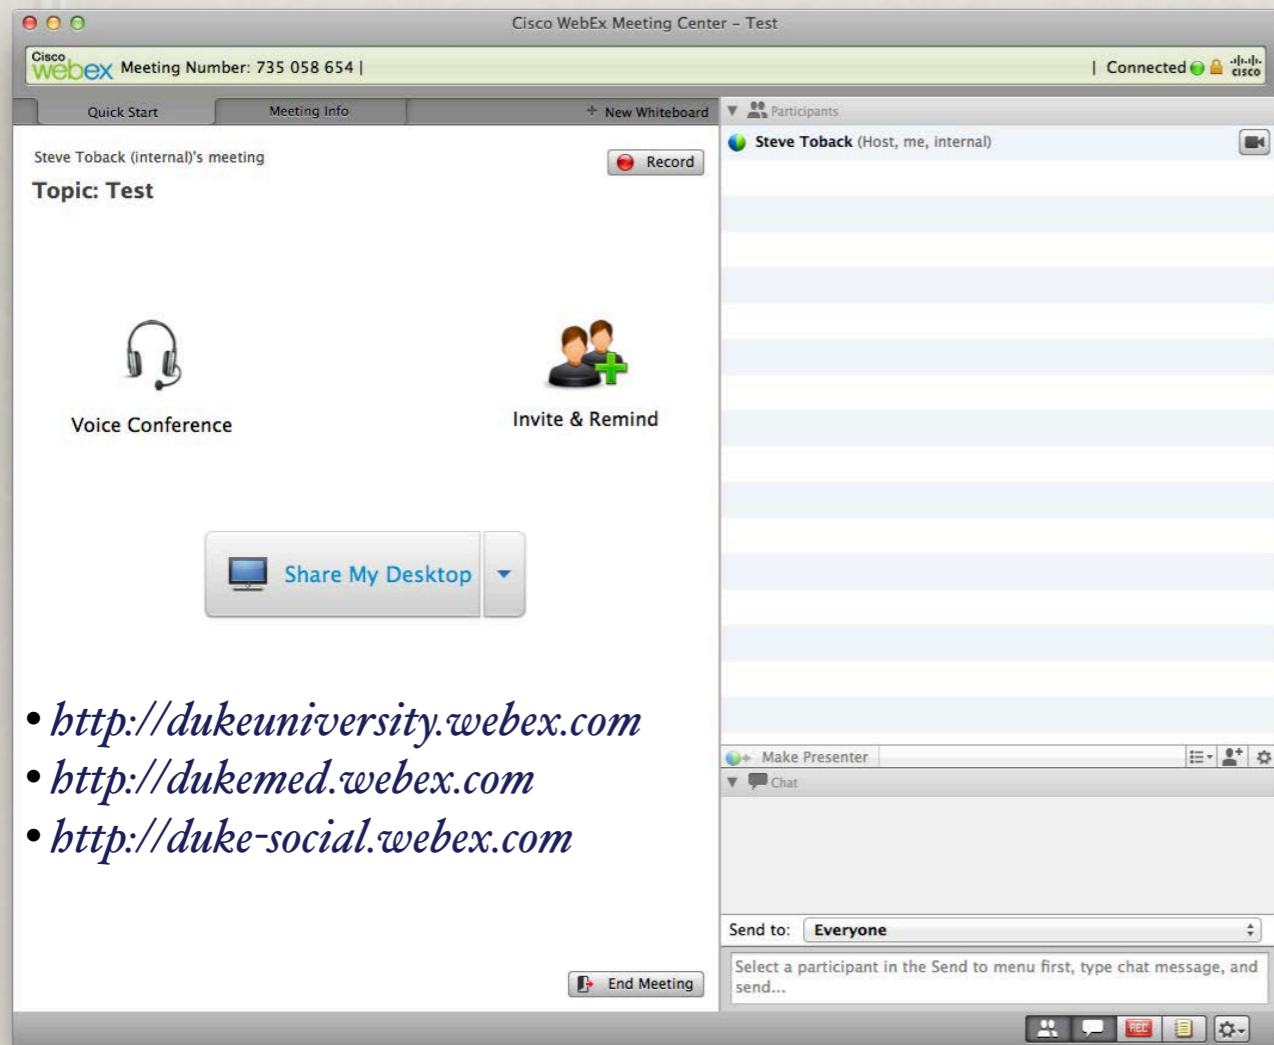 Cisco WebEx Meeting Center – Test
Cisco webex Meeting Number: 735 058 654 |
| Connected cisco
Quick Start Meeting Info + New Whiteboard
Steve Toback (internal)'s meeting
Record
Topic: Test
Voice Conference
Invite & Remind
Share My Desktop
• http://dukeuniversity.webex.com
• http://dukemed.webex.com
• http://duke-social.webex.com
End Meeting
Participants
Steve Toback (Host, me, internal)
Make Presenter
Chat
Send to: Everyone
Select a participant in the Send to menu first, type chat message, and
send...
REC